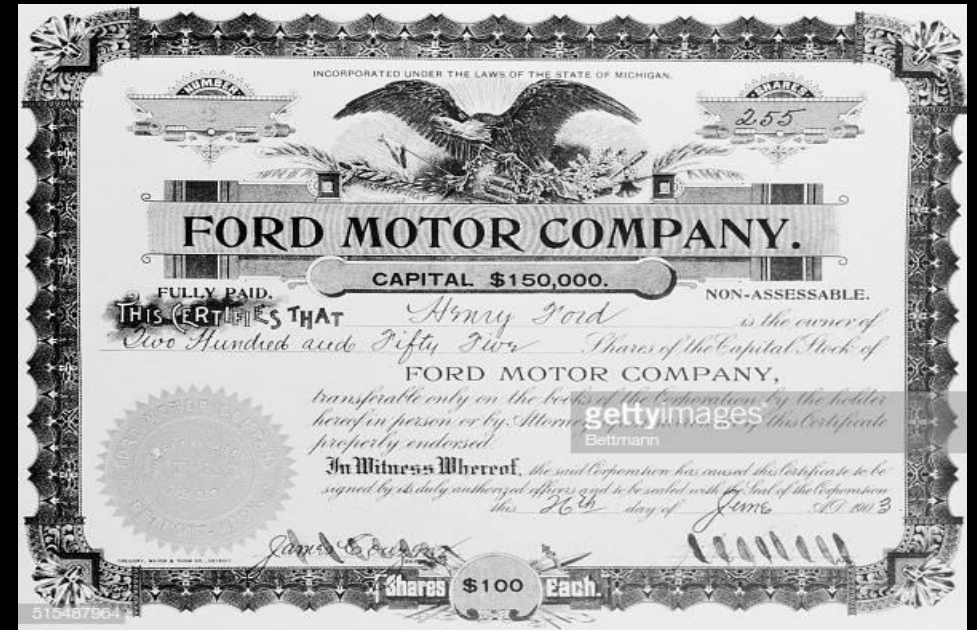 INCORPORATED UNDER THE LAWS OF THE STATE OF MICHIGAN.
NUMBER
2
SHARES
255
FORD MOTOR COMPANY.
CAPITAL $150,000.
FULLY PAID.
NON-ASSESSABLE.
THIS CERTIFIES THAT Henry Ford is the owner of
Two Hundred and Fifty Five Shares of the Capital Stock of
FORD MOTOR COMPANY,
transferable only on the books of the Corporation by the holder
hereof in person or by Attorney this Certificate
properly endorsed.
In Witness Whereof, the said Corporation has caused this Certificate to be
signed by its duly authorized officers and to be sealed with the Seal of the Corporation
this 26th day of June A.D. 1903
James Couzens
Shares $100 Each.
gettyimages
Bettmann
515487964